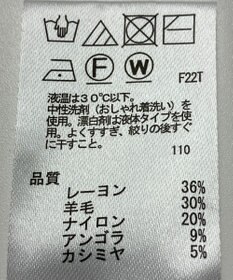 F
W
F22T
液温は30℃以下。
中性洗剤(おしゃれ着洗い)を
使用。漂白剤は液体タイプを使
用。よくすすぎ、絞りの後すぐ
に干すこと。
110
品質
レーヨン 36%
羊毛 30%
ナイロン 20%
アンゴラ 9%
カシミヤ 5%